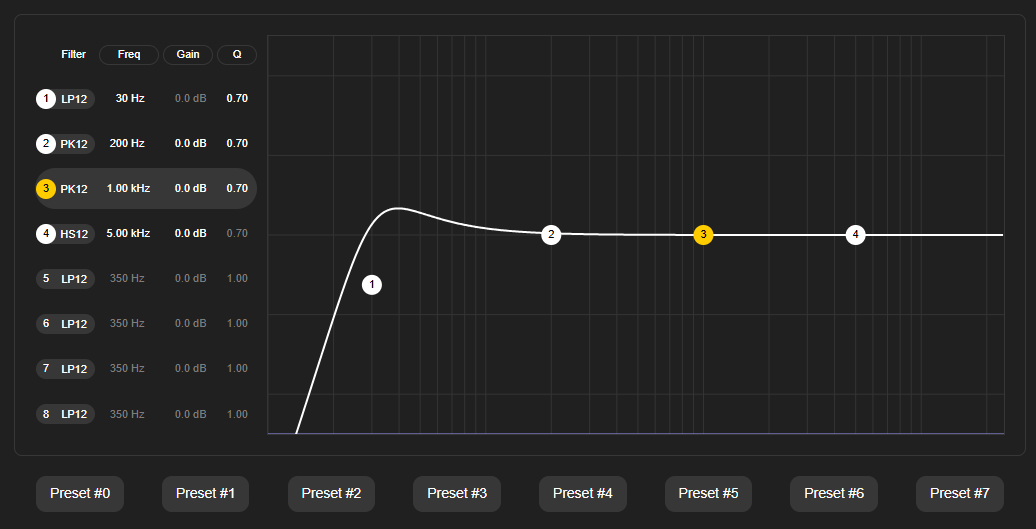 Filter Freq Gain Q
1 LP12 30 Hz 0.0 dB 0.70
2 PK12 200 Hz 0.0 dB 0.70
3 PK12 1.00 kHz 0.0 dB 0.70
4 HS12 5.00 kHz 0.0 dB 0.70
5 LP12 350 Hz 0.0 dB 1.00
6 LP12 350 Hz 0.0 dB 1.00
7 LP12 350 Hz 0.0 dB 1.00
8 LP12 350 Hz 0.0 dB 1.00
2 3 4
1
Preset #0 Preset #1 Preset #2 Preset #3 Preset #4 Preset #5 Preset #6 Preset #7